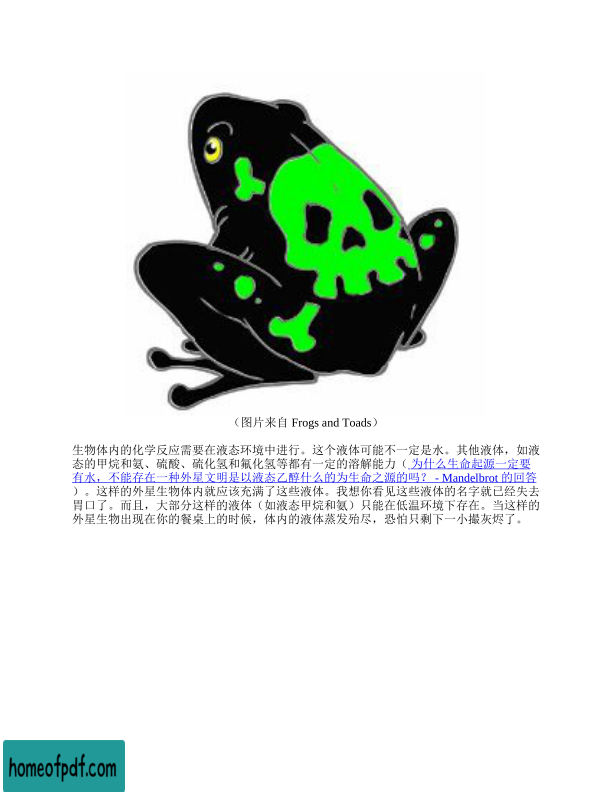 （图片来自 Frogs and Toads）
生物体内的化学反应需要在液态环境中进行。这个液体可能不一定是水。其他液体，如液
态的甲烷和氨、硫酸、硫化氢和氟化氢等都有一定的溶解能力（ 为什么生命起源一定要
有水，不能存在一种外星文明是以液态乙醇什么的为生命之源的吗？ - Mandelbrot 的回答
）。这样的外星生物体内就应该充满了这些液体。我想你看见这些液体的名字就已经失去
胃口了。而且，大部分这样的液体（如液态甲烷和氨）只能在低温环境下存在。当这样的
外星生物出现在你的餐桌上的时候，体内的液体蒸发殆尽，恐怕只剩下一小撮灰烬了。
homeofpdf.com